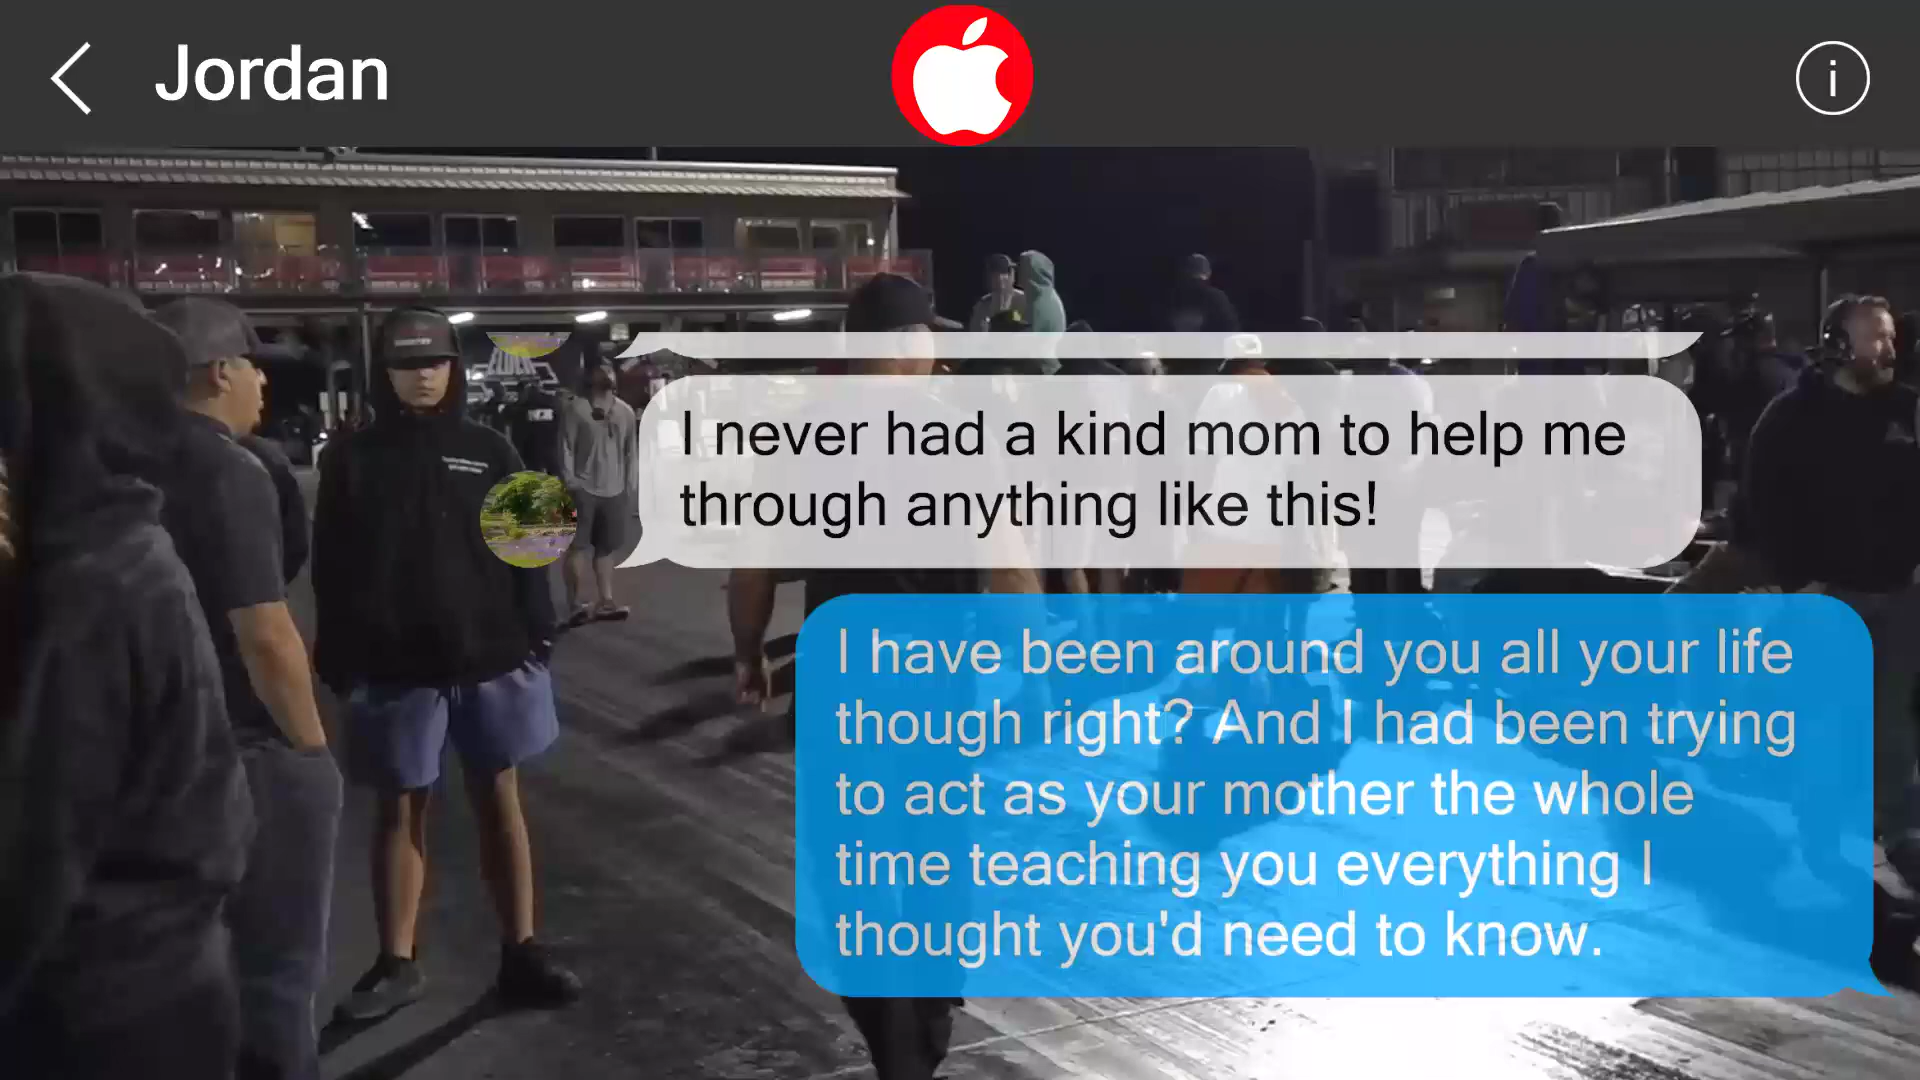 Jordan
I never had a kind mom to help me
through anything like this!
I have been around you all your life
though right? And I had been trying
to act as your mother the whole
time teaching you everything I
thought you'd need to know.